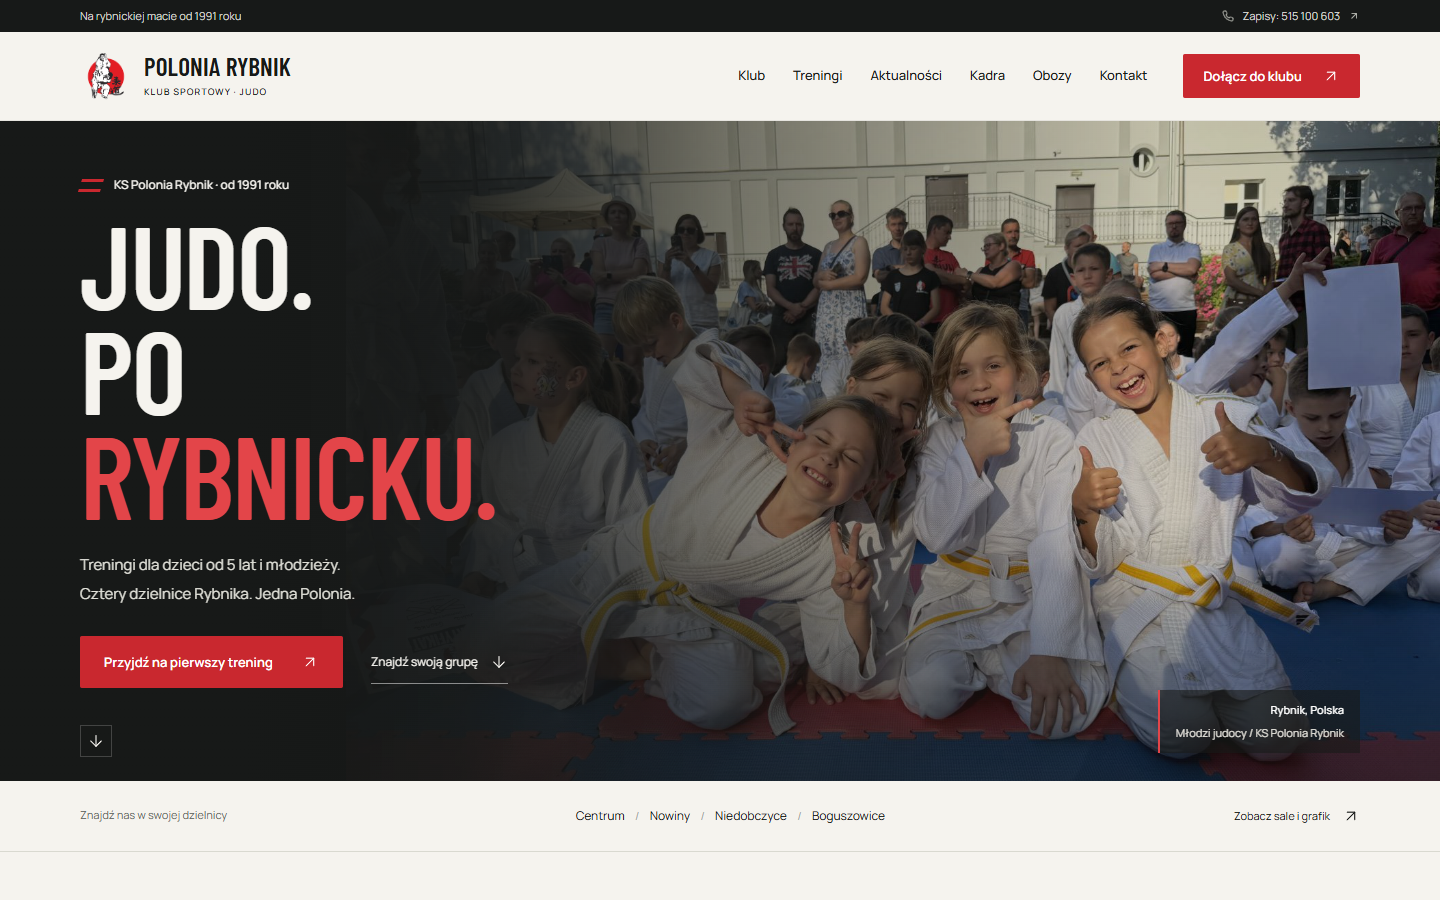 Na rybnickiej macie od 1991 roku
Zapisy: 515 100 603
POLONIA RYBNIK
KLUB SPORTOWY · JUDO
Klub
Treningi
Aktualności
Kadra
Obozy
Kontakt
Dołącz do klubu
KS Polonia Rybnik · od 1991 roku
JUDO.
PO
RYBNICKU.
Treningi dla dzieci od 5 lat i młodzieży.
Cztery dzielnice Rybnika. Jedna Polonia.
Przyjdź na pierwszy trening
Znajdź swoją grupę
Rybnik, Polska
Młodzi judocy / KS Polonia Rybnik
Znajdź nas w swojej dzielnicy
Centrum / Nowiny / Niedobczyce / Boguszowice
Zobacz sale i grafik